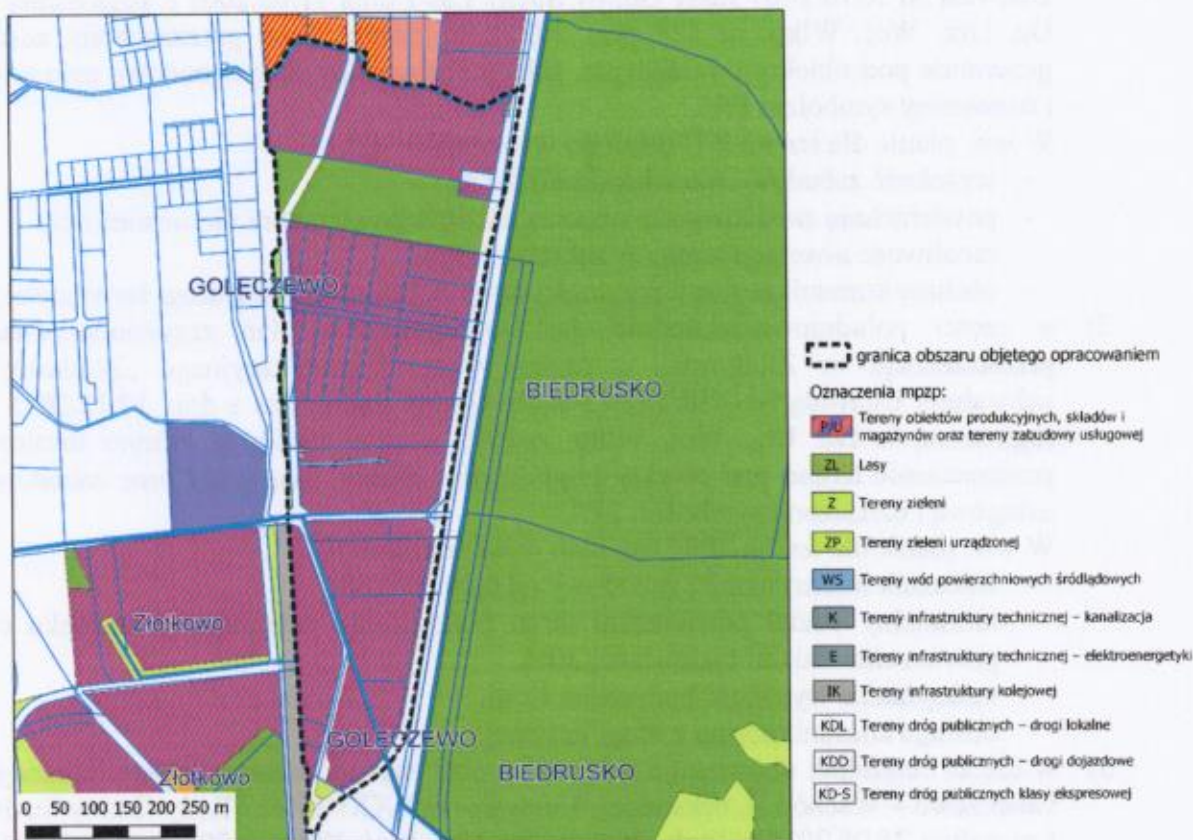 GOLĘCZEWO
BIEDRUSKO
Złotkowo
GOLĘCZEWO
BIEDRUSKO
Złotkowo
0 50 100 150 200 250 m
granica obszaru objętego opracowaniem
Oznaczenia mpzp:
P/U Tereny obiektów produkcyjnych, składów i
magazynów oraz tereny zabudowy usługowej
ZL Lasy
Z Tereny zieleni
ZP Tereny zieleni urządzonej
WS Tereny wód powierzchniowych śródlądowych
K Tereny infrastruktury technicznej – kanalizacja
E Tereny infrastruktury technicznej – elektroenergetyki
IK Tereny infrastruktury kolejowej
KDL Tereny dróg publicznych – drogi lokalne
KDD Tereny dróg publicznych – drogi dojazdowe
KD-S Tereny dróg publicznych klasy ekspresowej